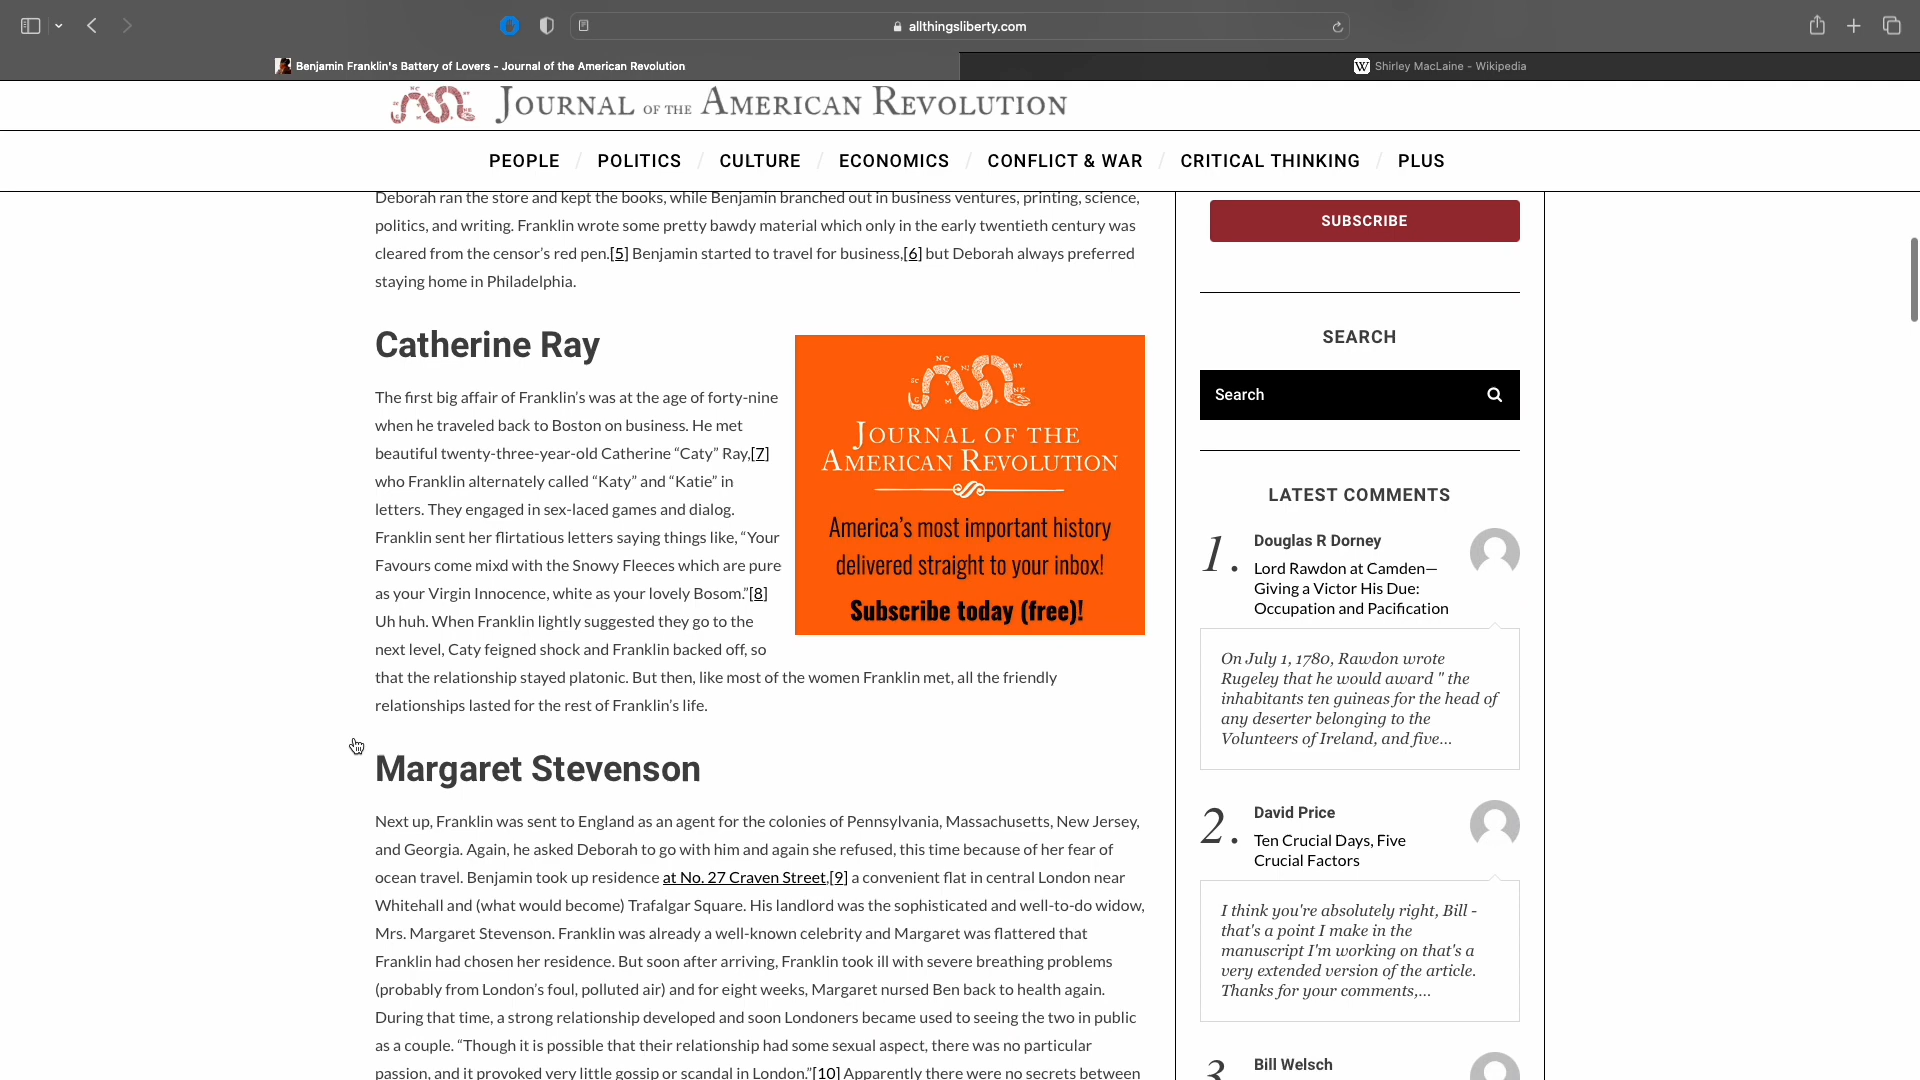 allthingsliberty.com
Benjamin Franklin's Battery of Lovers - Journal of the American Revolution
W Shirley MacLaine - Wikipedia
JOURNAL OF THE AMERICAN REVOLUTION
PEOPLE / POLITICS / CULTURE / ECONOMICS / CONFLICT & WAR / CRITICAL THINKING / PLUS
Deborah ran the store and kept the books, while Benjamin branched out in business ventures, printing, science,
politics, and writing. Franklin wrote some pretty bawdy material which only in the early twentieth century was
cleared from the censor’s red pen.[5] Benjamin started to travel for business,[6] but Deborah always preferred
staying home in Philadelphia.
Catherine Ray
The first big affair of Franklin’s was at the age of forty-nine
when he traveled back to Boston on business. He met
beautiful twenty-three-year-old Catherine “Caty” Ray,[7]
who Franklin alternately called “Katy” and “Katie” in
letters. They engaged in sex-laced games and dialog.
Franklin sent her flirtatious letters saying things like, “Your
Favours come mixd with the Snowy Fleeces which are pure
as your Virgin Innocence, white as your lovely Bosom.”[8]
Uh huh. When Franklin lightly suggested they go to the
next level, Caty feigned shock and Franklin backed off, so
that the relationship stayed platonic. But then, like most of the women Franklin met, all the friendly
relationships lasted for the rest of Franklin’s life.
JOURNAL OF THE
AMERICAN REVOLUTION
America’s most important history
delivered straight to your inbox!
Subscribe today (free)!
Margaret Stevenson
Next up, Franklin was sent to England as an agent for the colonies of Pennsylvania, Massachusetts, New Jersey,
and Georgia. Again, he asked Deborah to go with him and again she refused, this time because of her fear of
ocean travel. Benjamin took up residence at No. 27 Craven Street,[9] a convenient flat in central London near
Whitehall and (what would become) Trafalgar Square. His landlord was the sophisticated and well-to-do widow,
Mrs. Margaret Stevenson. Franklin was already a well-known celebrity and Margaret was flattered that
Franklin had chosen her residence. But soon after arriving, Franklin took ill with severe breathing problems
(probably from London’s foul, polluted air) and for eight weeks, Margaret nursed Ben back to health again.
During that time, a strong relationship developed and soon Londoners became used to seeing the two in public
as a couple. “Though it is possible that their relationship had some sexual aspect, there was no particular
passion, and it provoked very little gossip or scandal in London.”[10] Apparently there were no secrets between
SUBSCRIBE
SEARCH
Search
LATEST COMMENTS
1. Douglas R Dorney
Lord Rawdon at Camden—
Giving a Victor His Due:
Occupation and Pacification
On July 1, 1780, Rawdon wrote
Rugeley that he would award " the
inhabitants ten guineas for the head of
any deserter belonging to the
Volunteers of Ireland, and five...
2. David Price
Ten Crucial Days, Five
Crucial Factors
I think you're absolutely right, Bill -
that's a point I make in the
manuscript I'm working on that's a
very extended version of the article.
Thanks for your comments,...
3. Bill Welsch